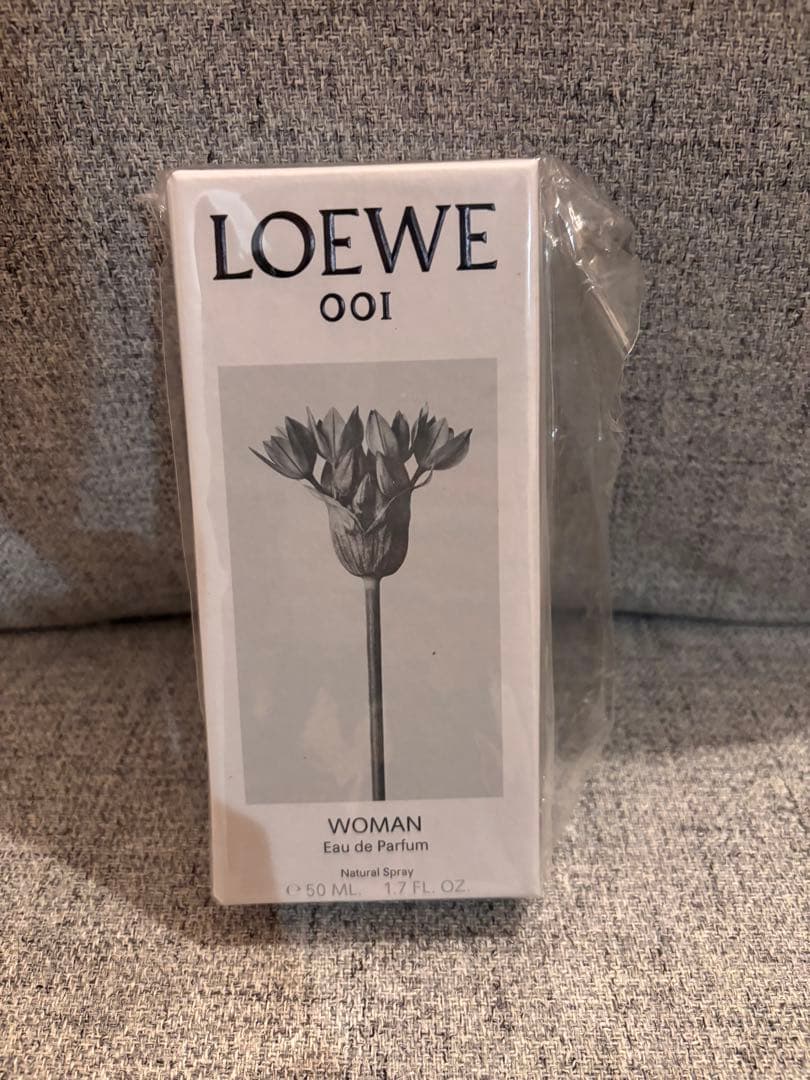 LOEWE
001
WOMAN
Eau de Parfum
Natural Spray
℮ 50 ML. 1.7 FL. OZ.